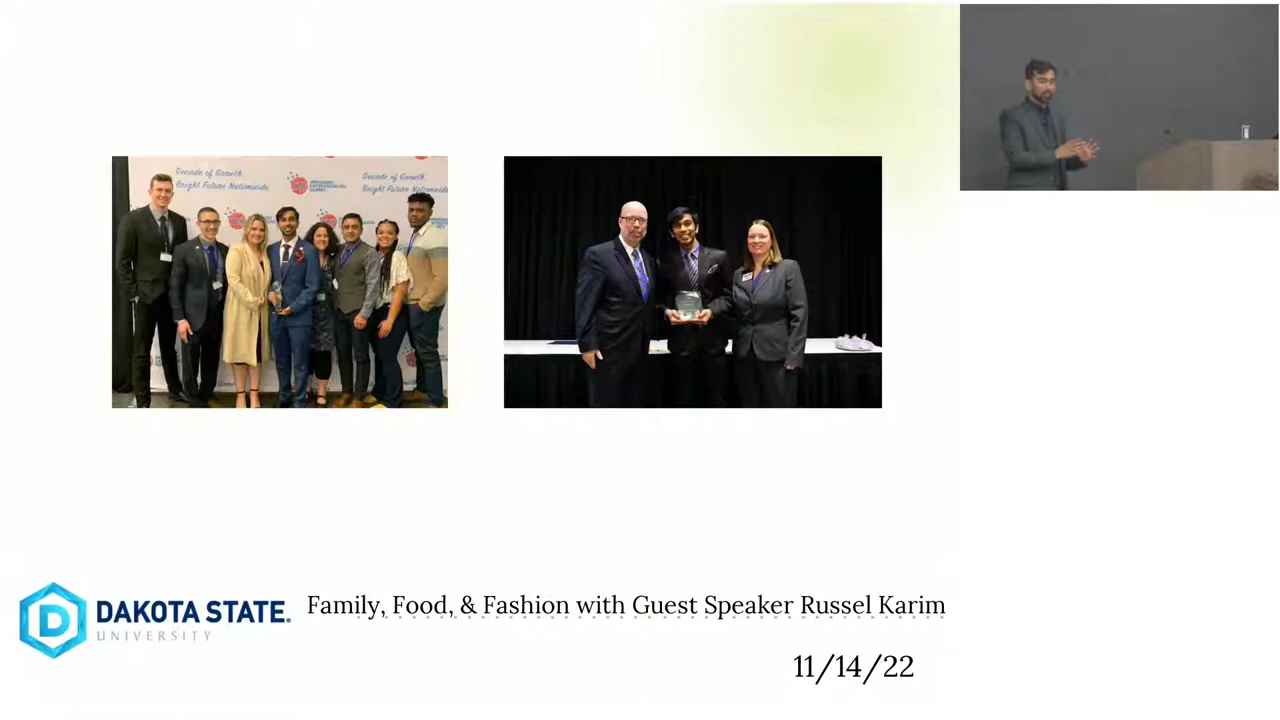 Decade of Growth,
Bright Future Nationwide
Decade of Growth,
Bright Future Nationwide
DAKOTA STATE.
UNIVERSITY
Family, Food, & Fashion with Guest Speaker Russel Karim
11/14/22